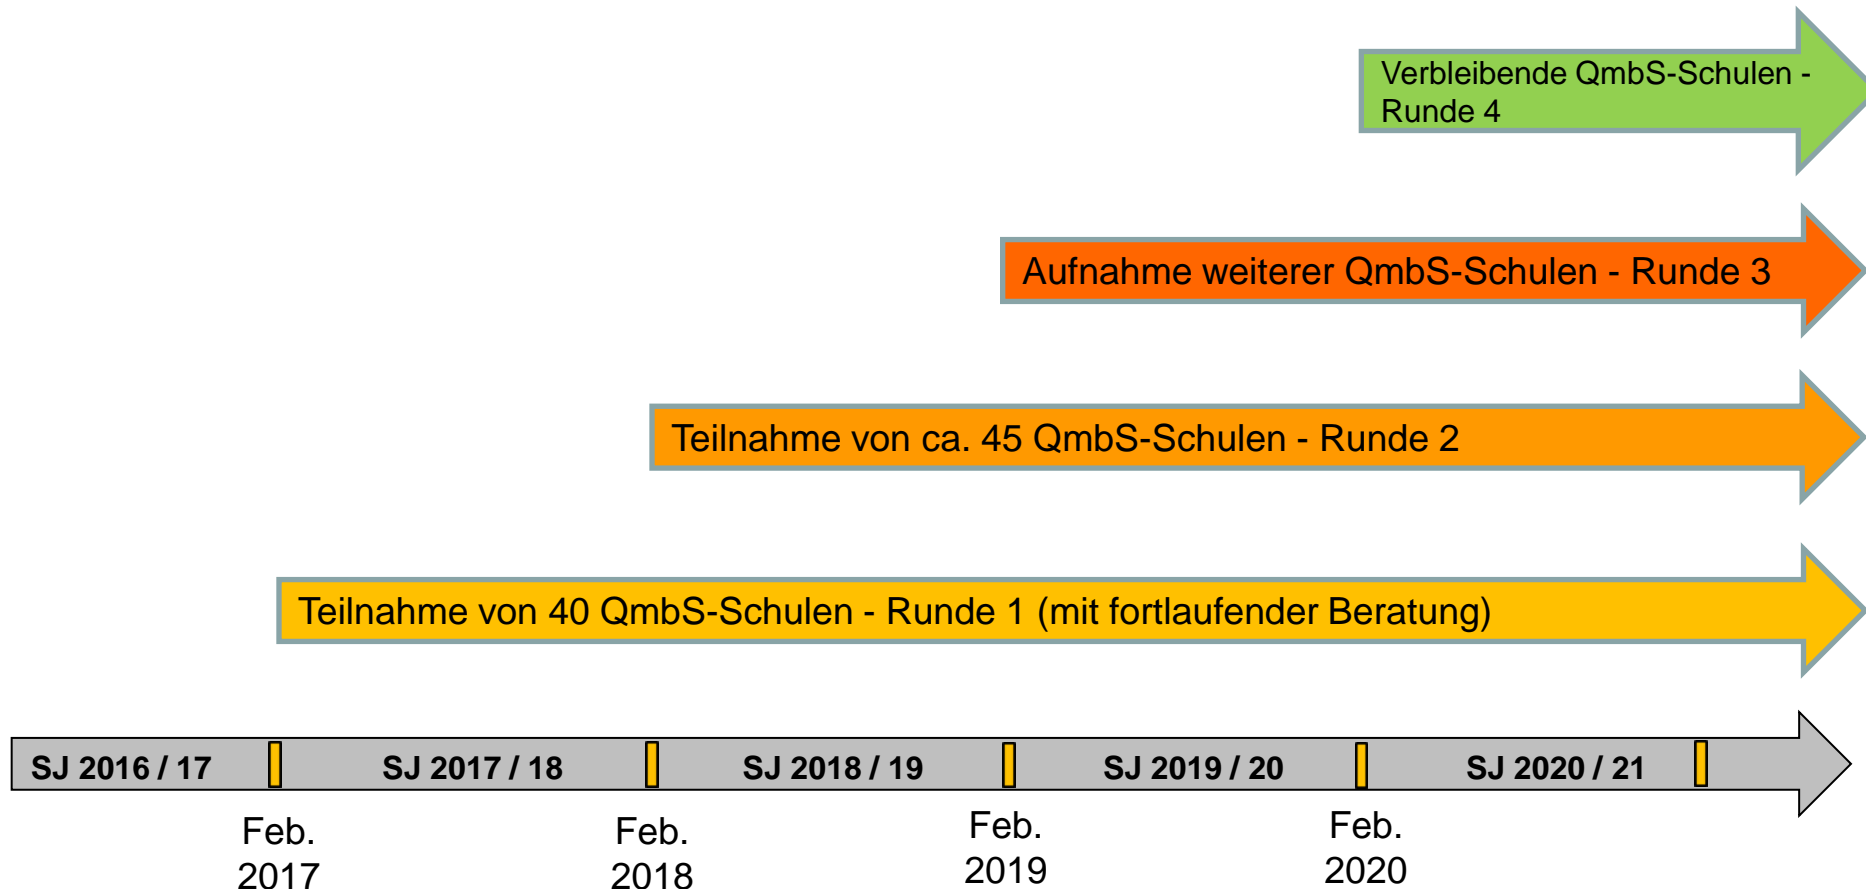 Verbleibende QmbS-Schulen -
Runde 4
Aufnahme weiterer QmbS-Schulen - Runde 3
Teilnahme von ca. 45 QmbS-Schulen - Runde 2
Teilnahme von 40 QmbS-Schulen - Runde 1 (mit fortlaufender Beratung)
SJ 2016 / 17
SJ 2017 / 18
SJ 2018 / 19
SJ 2019 / 20
SJ 2020 / 21
Feb.
2017
Feb.
2018
Feb.
2019
Feb.
2020